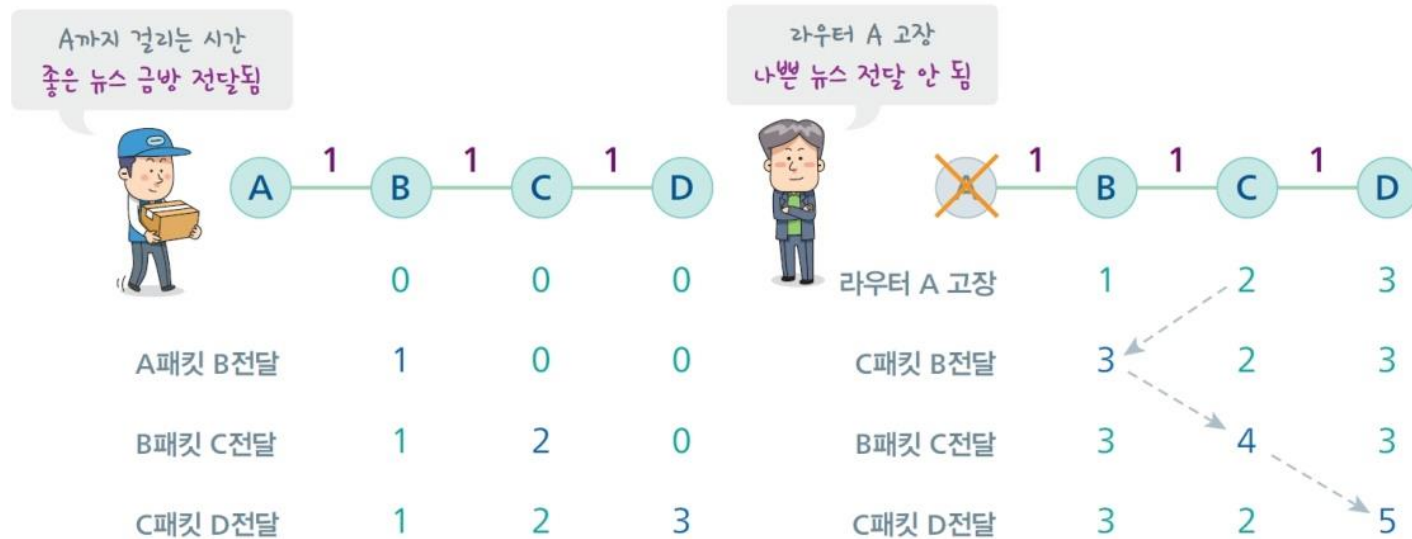 A까지 걸리는 시간
좋은 뉴스 금방 전달됨
1 1 1
A B C D
0 0 0
A패킷 B전달 1 0 0
B패킷 C전달 1 2 0
C패킷 D전달 1 2 3
라우터 A 고장
나쁜 뉴스 전달 안 됨
1 1 1
A B C D
라우터 A 고장 1 2 3
C패킷 B전달 3 2 3
B패킷 C전달 3 4 3
C패킷 D전달 3 2 5